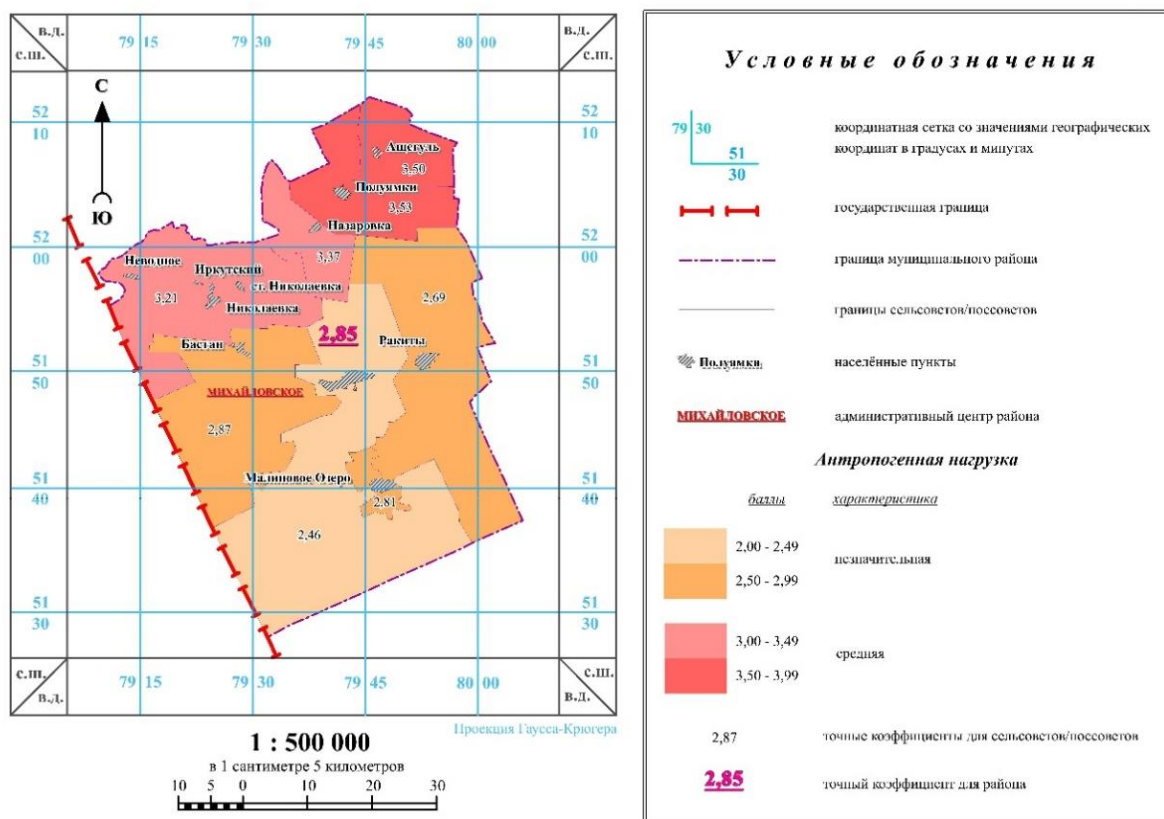 в.д.
с.ш.
79 15
79 30
79 45
80 00
в.д.
с.ш.
С
Ю
52
10
52
10
Ащегуль
3,50
Полуямки
3,53
Назаровка
3,37
52
00
52
00
Неводное
Иркутский
ст. Николаевка
3,21
Николаевка
2,69
2,85
Бастан
Ракиты
51
50
51
50
МИХАЙЛОВСКОЕ
2,87
Малиновое Озеро
2,81
51
40
51
40
2,46
51
30
51
30
с.ш.
в.д.
79 15
79 30
79 45
80 00
с.ш.
в.д.
Проекция Гаусса-Крюгера
1 : 500 000
в 1 сантиметре 5 километров
10 5 0 10 20 30
Условные обозначения
79 30
51
30
координатная сетка со значениями географических
координат в градусах и минутах
государственная граница
граница муниципального района
границы сельсоветов/поссоветов
Полуямки
населённые пункты
МИХАЙЛОВСКОЕ
административный центр района
Антропогенная нагрузка
баллы характеристика
2,00 - 2,49
незначительная
2,50 - 2,99
3,00 - 3,49
средняя
3,50 - 3,99
2,87
точные коэффициенты для сельсоветов/поссоветов
2,85
точный коэффициент для района